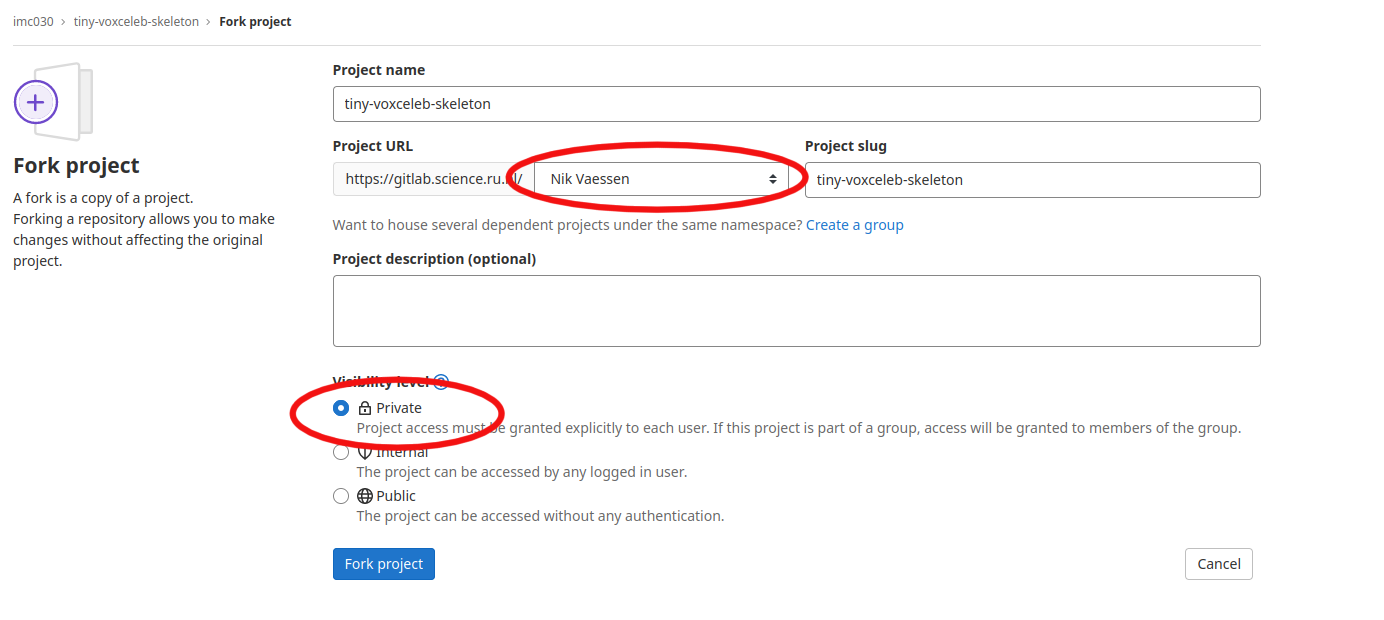 imc030 › tiny-voxceleb-skeleton › Fork project
Fork project
A fork is a copy of a project.
Forking a repository allows you to make
changes without affecting the original
project.
Project name
tiny-voxceleb-skeleton
Project URL
Project slug
https://gitlab.science.ru.nl/
Nik Vaessen
tiny-voxceleb-skeleton
Want to house several dependent projects under the same namespace? Create a group
Project description (optional)
Visibility level
Private
Project access must be granted explicitly to each user. If this project is part of a group, access will be granted to members of the group.
Internal
The project can be accessed by any logged in user.
Public
The project can be accessed without any authentication.
Fork project
Cancel